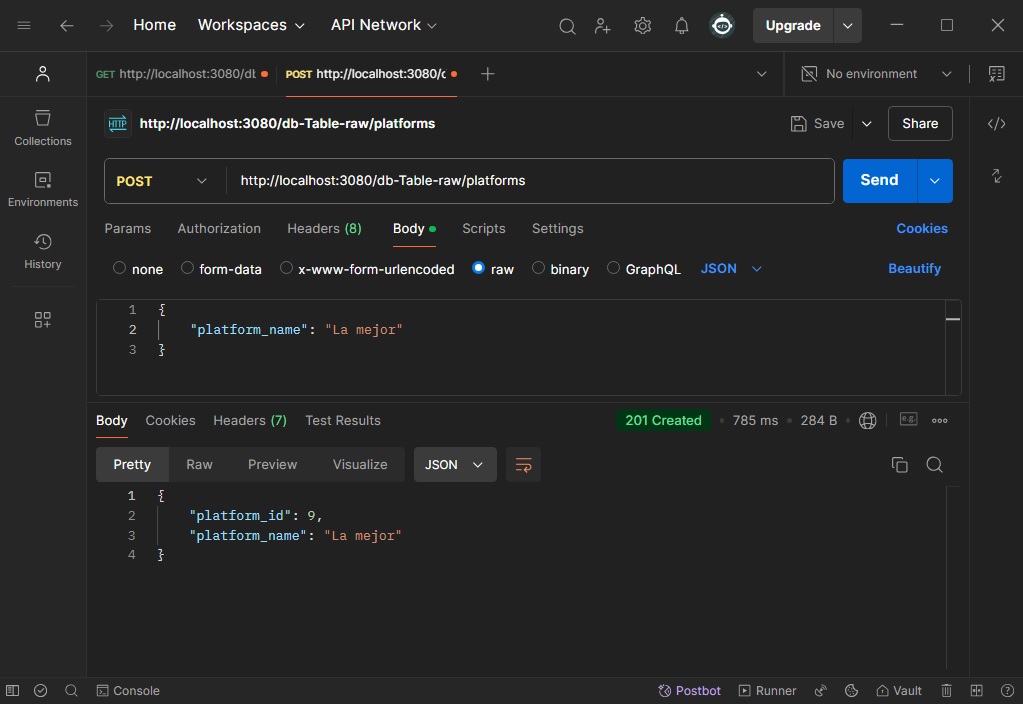 Home Workspaces API Network Upgrade
GET http://localhost:3080/db POST http://localhost:3080/c No environment
HTTP http://localhost:3080/db-Table-raw/platforms Save Share
Collections
Environments
History
POST http://localhost:3080/db-Table-raw/platforms Send
Params Authorization Headers (8) Body Scripts Settings Cookies
none form-data x-www-form-urlencoded raw binary GraphQL JSON Beautify
1 {
2 "platform_name": "La mejor"
3 }
Body Cookies Headers (7) Test Results 201 Created 785 ms 284 B e.g.
Pretty Raw Preview Visualize JSON
1 {
2 "platform_id": 9,
3 "platform_name": "La mejor"
4 }
Console Postbot Runner Vault